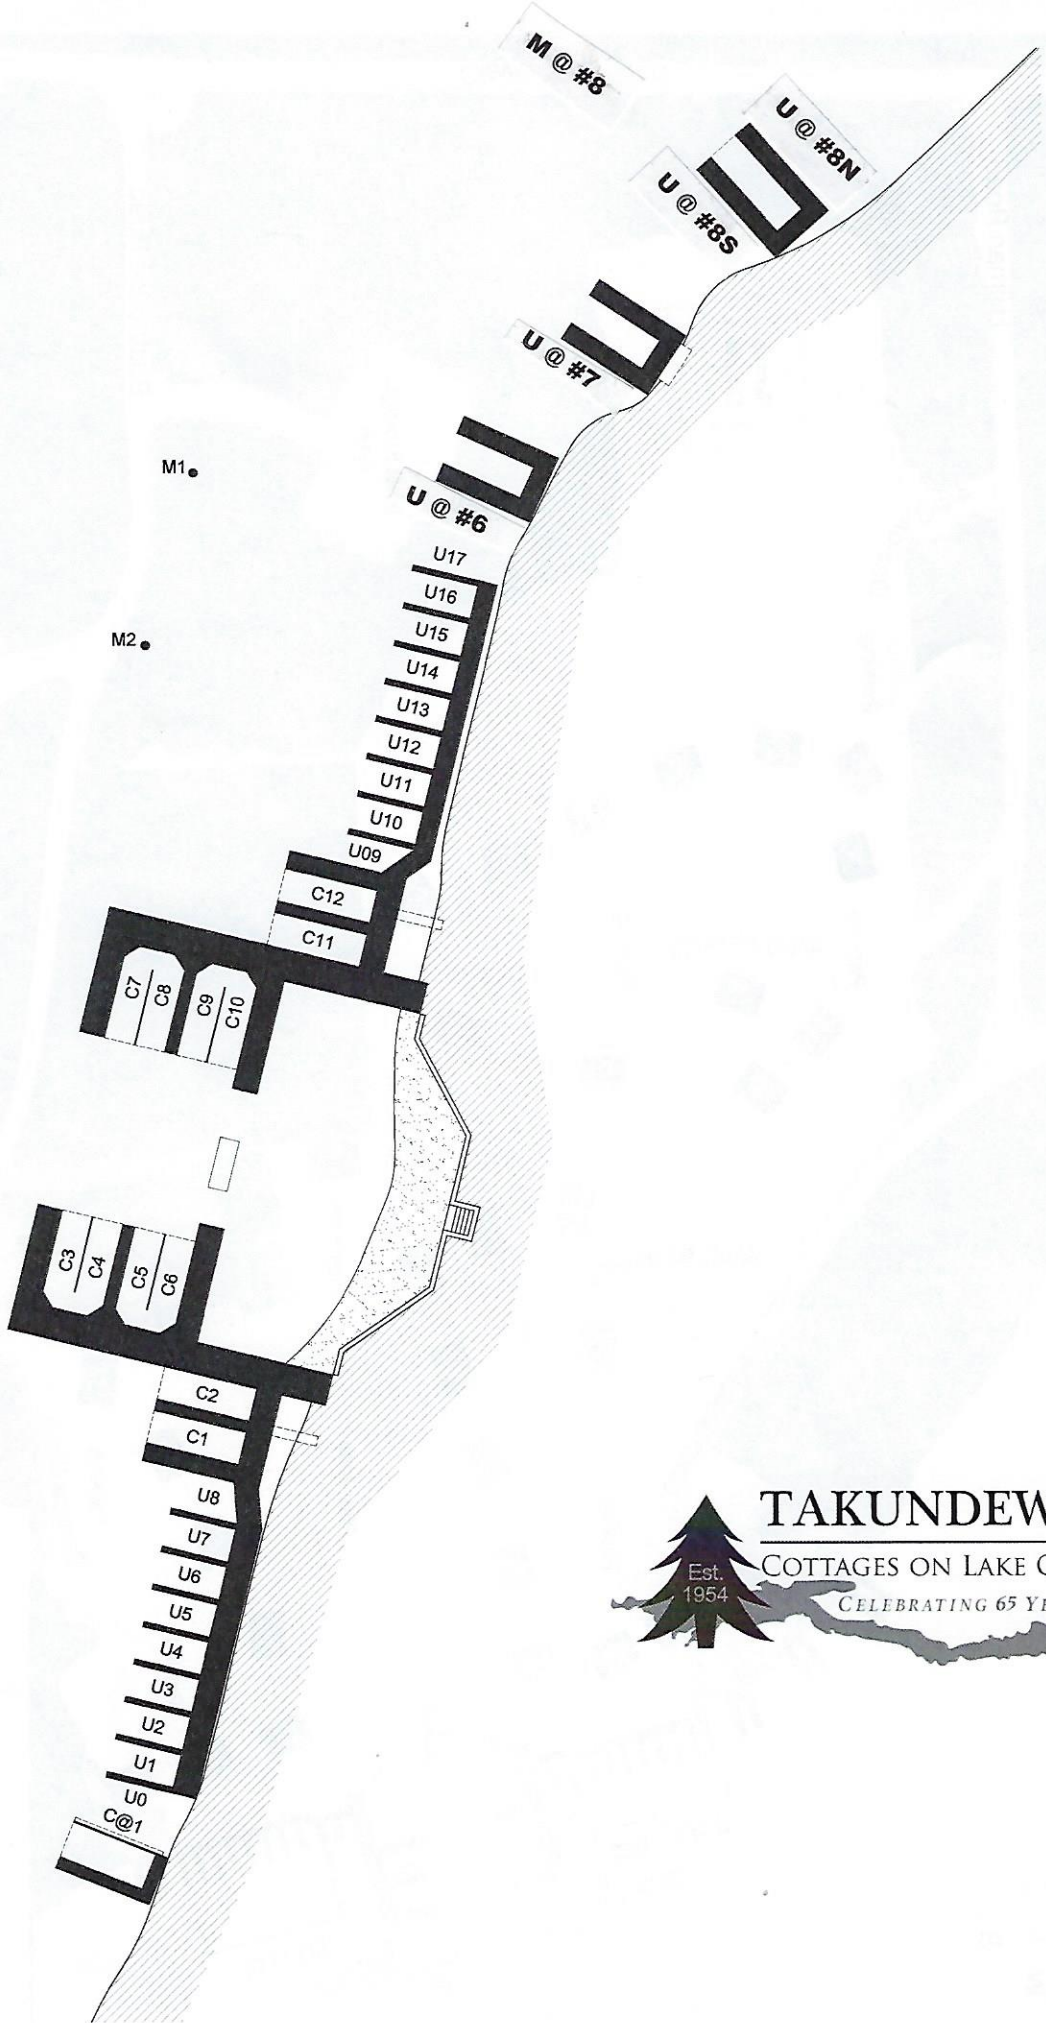 M @ #8
U @ #8N
U @ #8S
U @ #7
M1
U @ #6
U17
U16
M2
U15
U14
U13
U12
U11
U10
U09
C12
C11
C7
C8
C9
C10
C3
C4
C5
C6
C2
C1
U8
TAKUNDEW
U7
COTTAGES ON LAKE
Est.
1954
U6
CELEBRATING 65
U5
U4
U3
U2
U1
U0
C@1